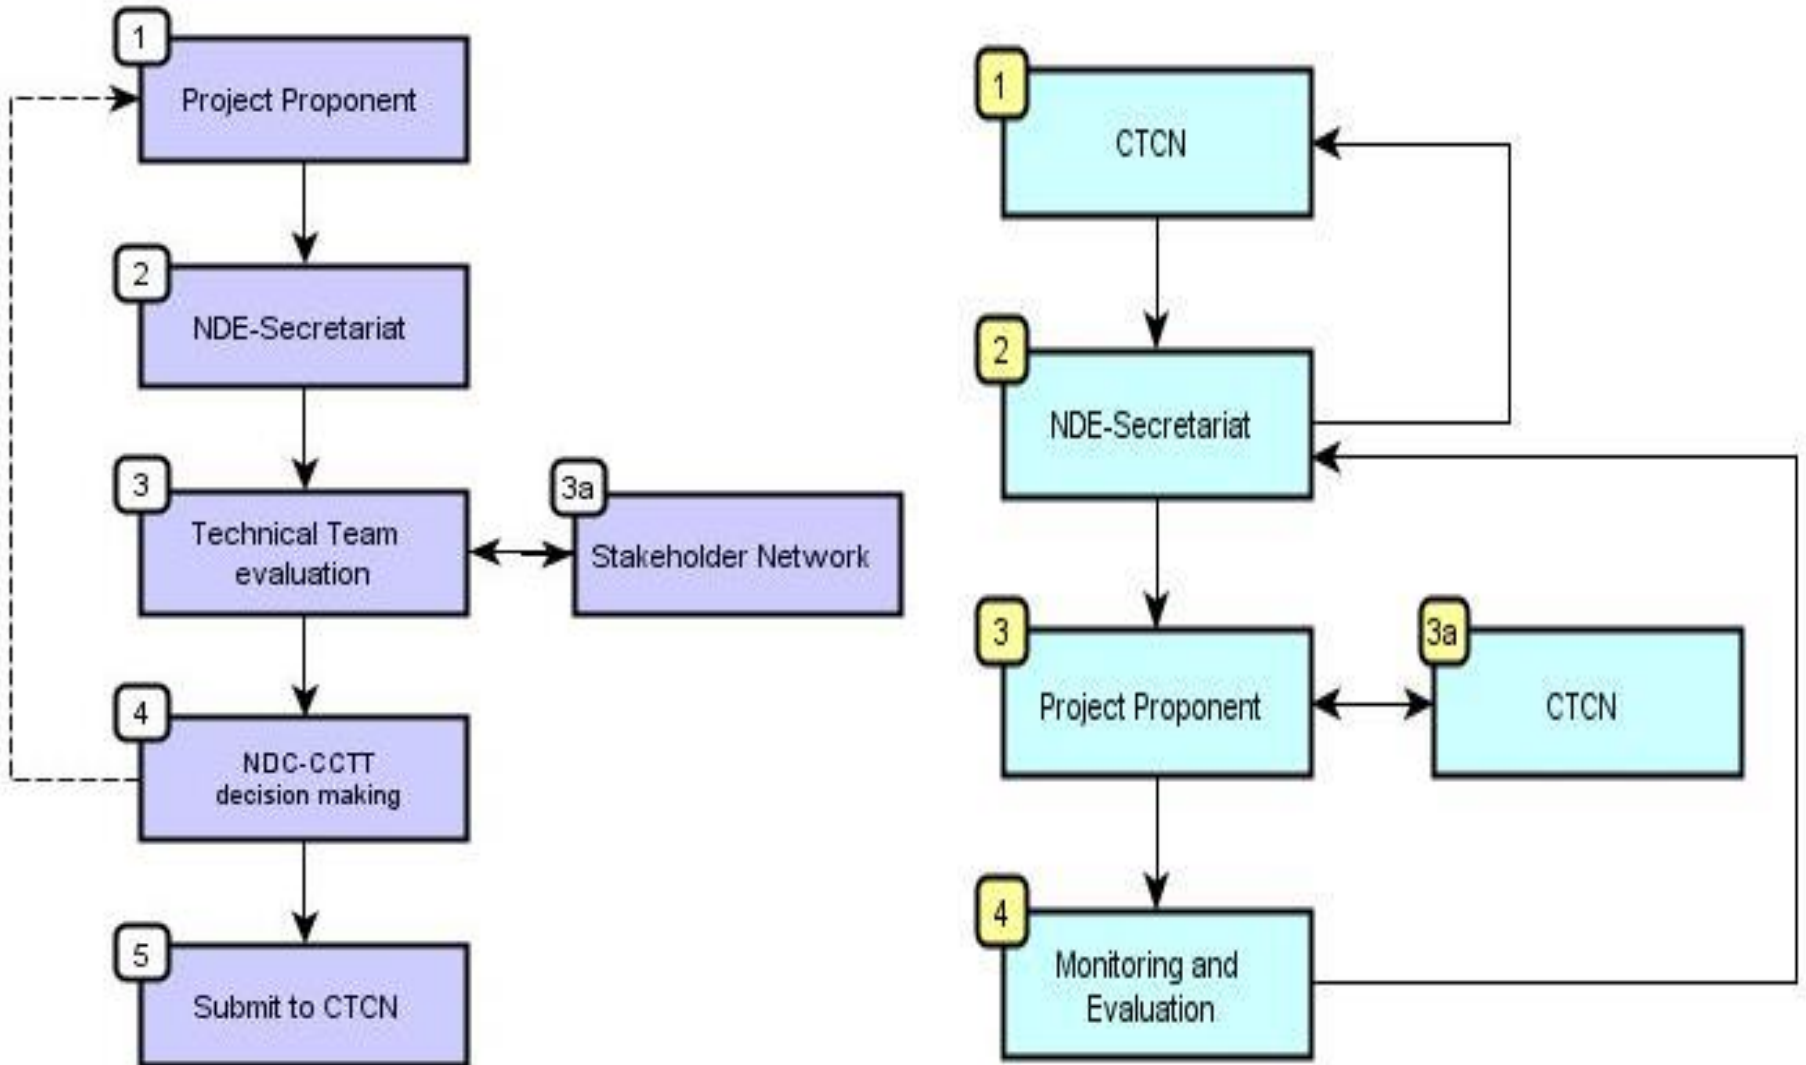 1
Project Proponent
2
NDE-Secretariat
3
Technical Team
evaluation
3a
Stakeholder Network
4
NDC-CCTT
decision making
5
Submit to CTCN
1
CTCN
2
NDE-Secretariat
3
Project Proponent
3a
CTCN
4
Monitoring and
Evaluation